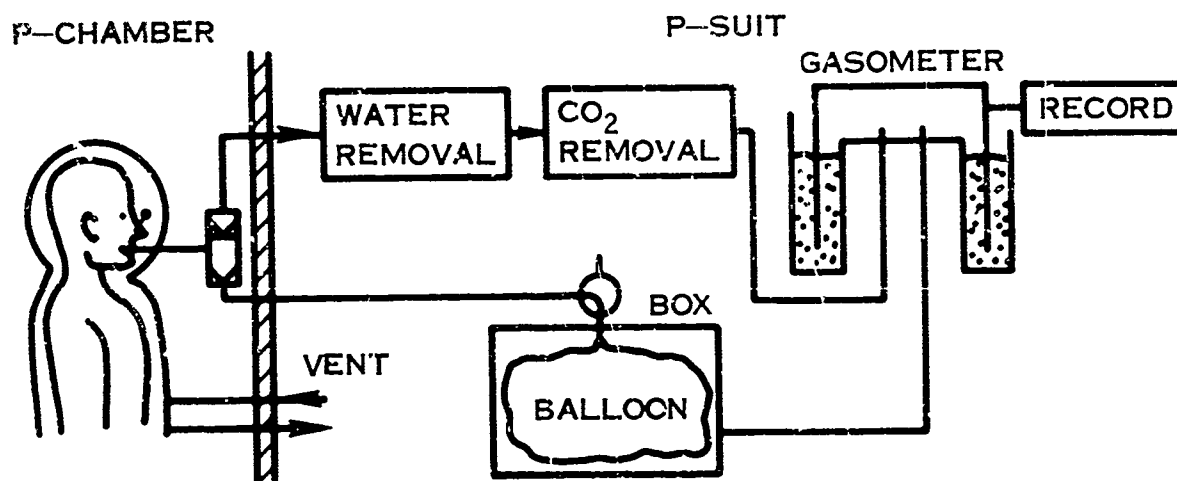 P–CHAMBER
P–SUIT
GASOMETER
RECORD
WATER
REMOVAL
CO₂
REMOVAL
BOX
VENT
BALLOON